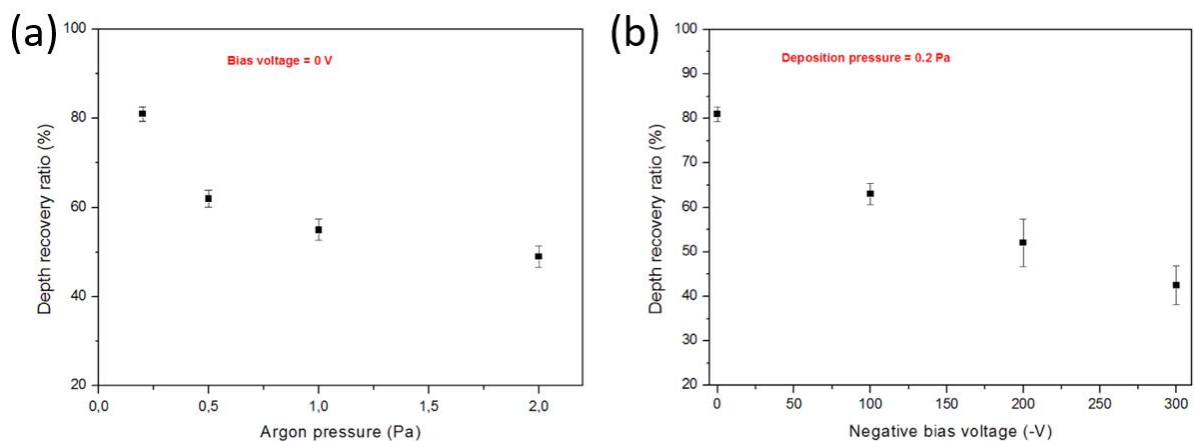 (a)
Bias voltage = 0 V
Depth recovery ratio (%)
100
80
60
40
20
0,0 0,5 1,0 1,5 2,0
Argon pressure (Pa)
(b)
Deposition pressure = 0.2 Pa
Depth recovery ratio (%)
100
90
80
70
60
50
40
30
20
0 50 100 150 200 250 300
Negative bias voltage (-V)